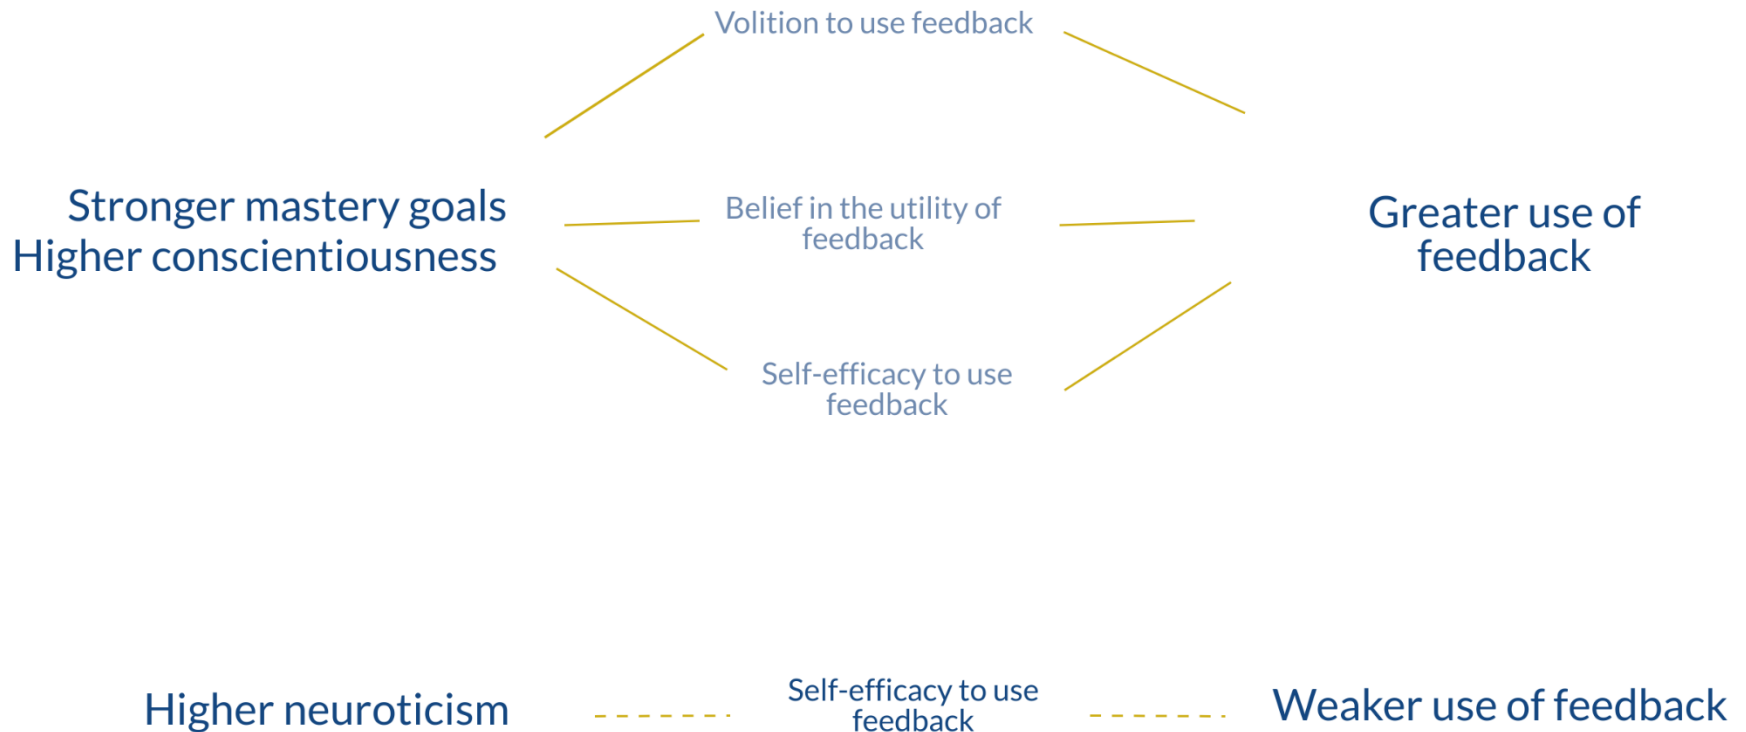 Volition to use feedback
Stronger mastery goals
Higher conscientiousness
Belief in the utility of
feedback
Greater use of
feedback
Self-efficacy to use
feedback
Higher neuroticism
Self-efficacy to use
feedback
Weaker use of feedback